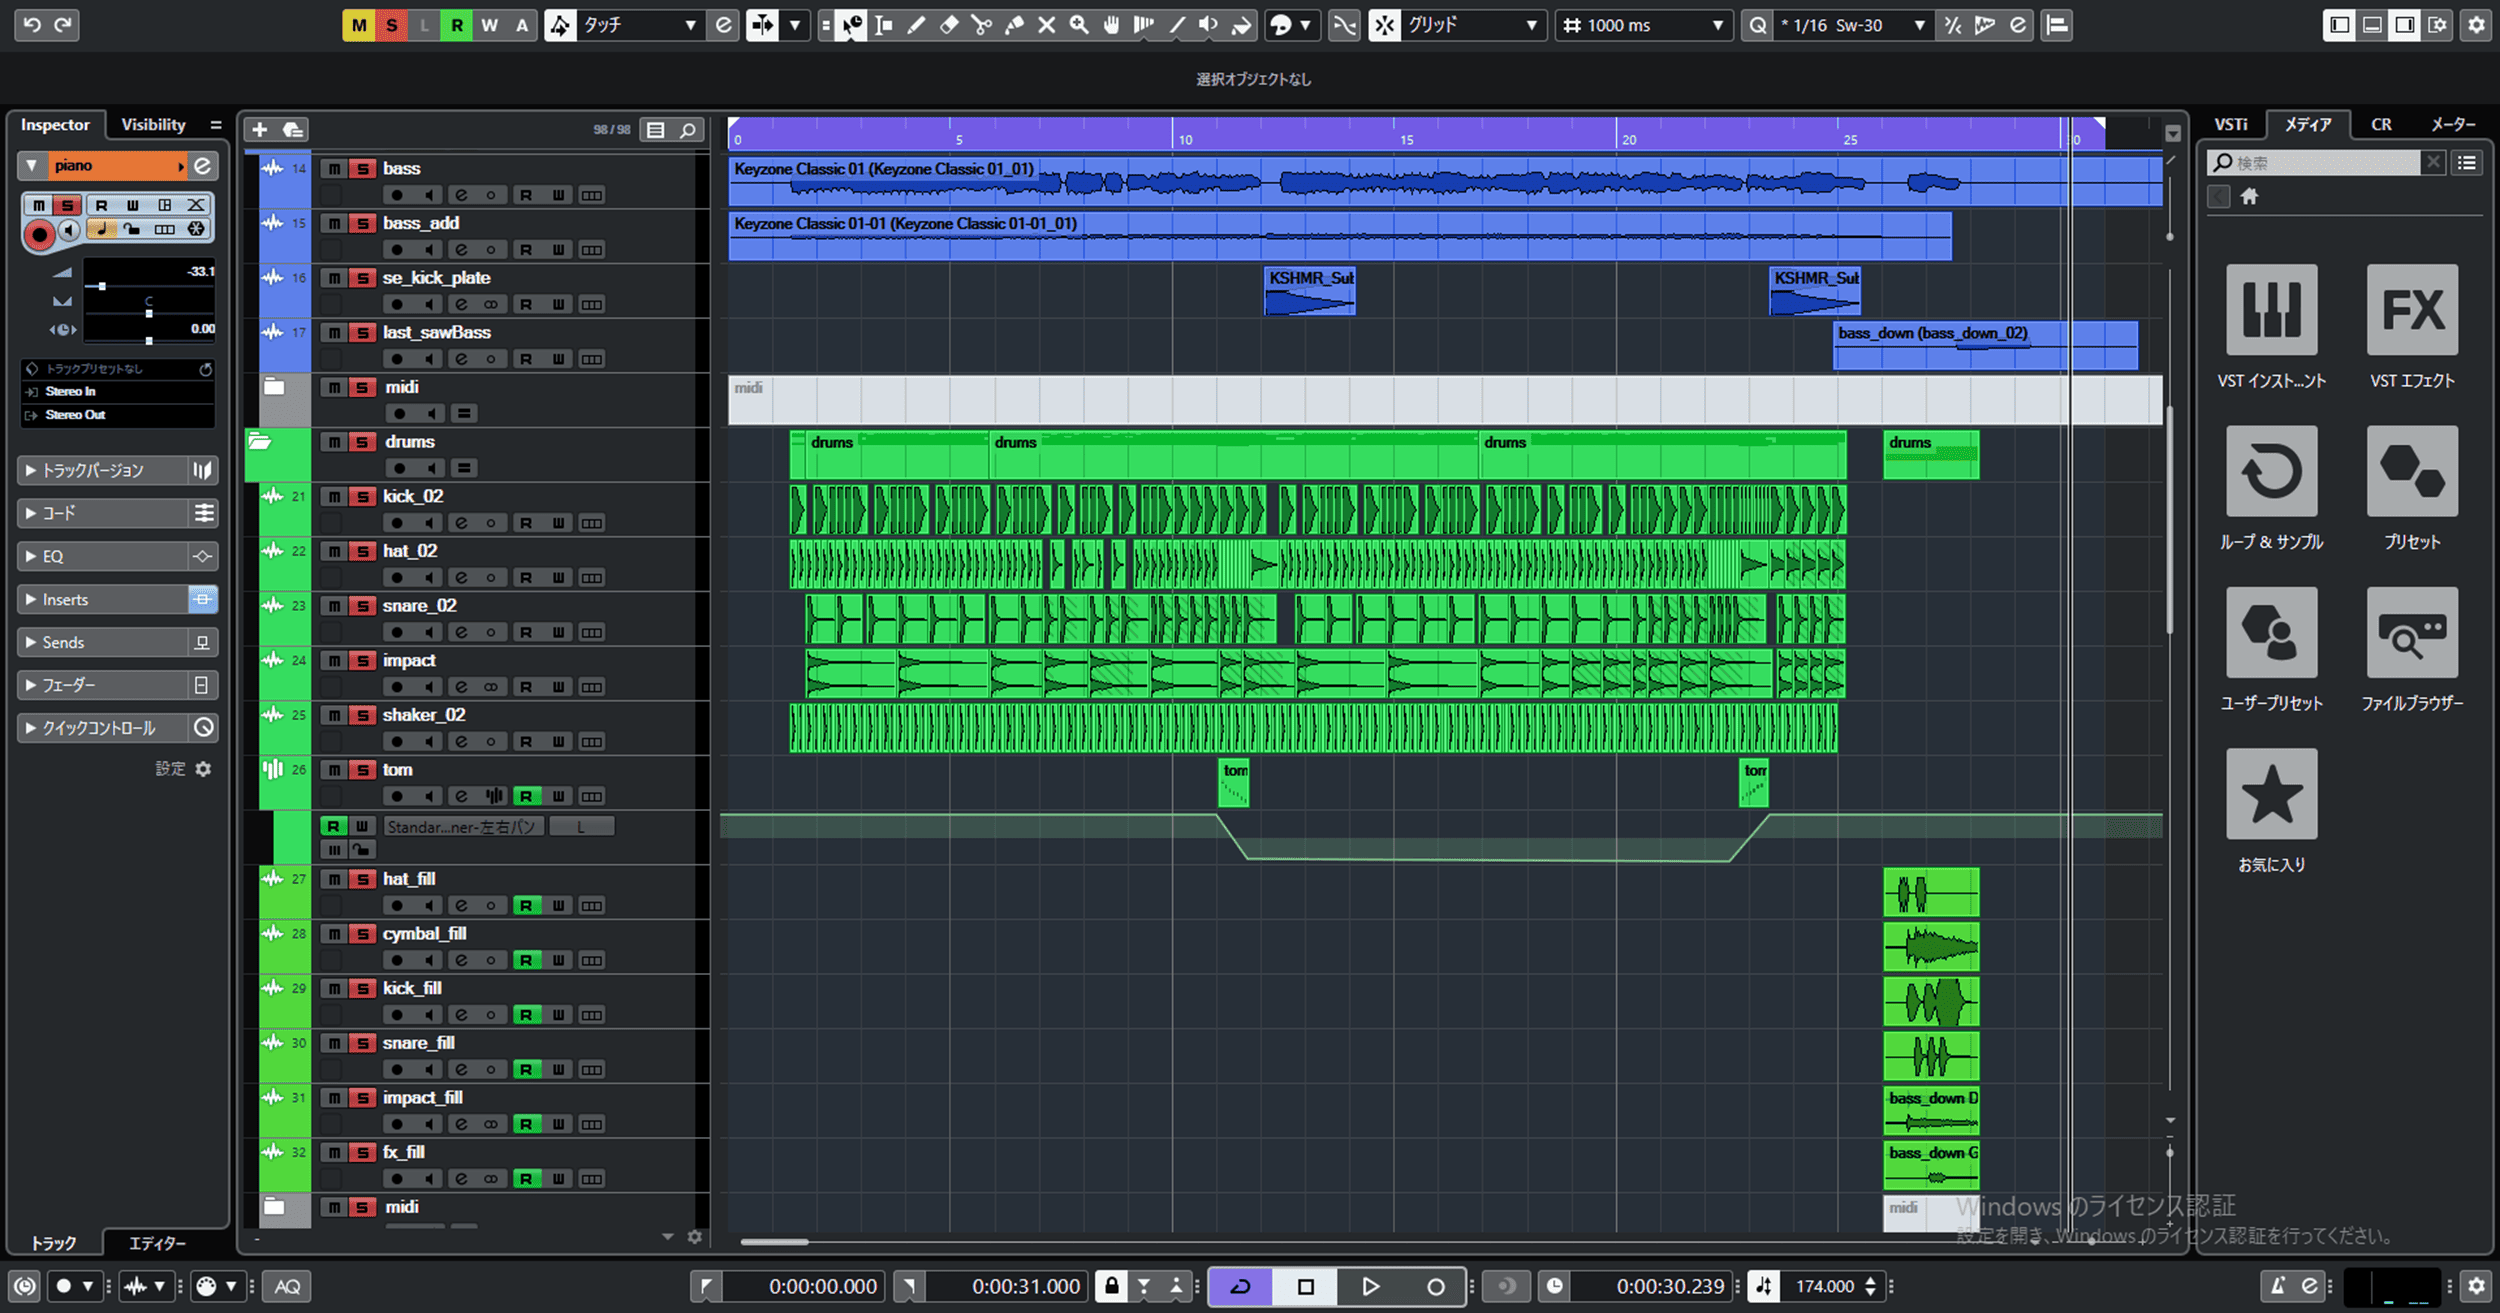 M S L R W A タッチ グリッド 1000 ms Q * 1/16 Sw-30
選択オブジェクトなし
Inspector Visibility
98 / 98
VSTi メディア CR メーター
0 5 10 15 20 25 30
検索
piano
m S R W
-33.1
C
0.00
トラックプリセットなし
Stereo In
Stereo Out
トラックバージョン
コード
EQ
Inserts
Sends
フェーダー
クイックコントロール
設定
14 m S bass
R W
Keyzone Classic 01 (Keyzone Classic 01_01)
15 m S bass_add
R W
Keyzone Classic 01-01 (Keyzone Classic 01-01_01)
16 m S se_kick_plate
R W
KSHMR_Sub
KSHMR_Sub
17 m S last_sawBass
R W
bass_down (bass_down_02)
m S midi
midi
m S drums
drums drums drums drums
21 m S kick_02
R W
22 m S hat_02
R W
23 m S snare_02
R W
24 m S impact
R W
25 m S shaker_02
R W
26 m S tom
R W
tom
tom
R W Standar...ner-左右パン L
27 m S hat_fill
R W
28 m S cymbal_fill
R W
29 m S kick_fill
R W
30 m S snare_fill
R W
31 m S impact_fill
R W
bass_down D
32 m S fx_fill
R W
bass_down G
m S midi
midi
VST インスト...ント
VST エフェクト
ループ & サンプル
プリセット
ユーザープリセット
ファイルブラウザー
お気に入り
Windows のライセンス認証
設定を開き、Windows のライセンス認証を行ってください。
トラック エディター
AQ
0:00:00.000
0:00:31.000
0:00:30.239
174.000